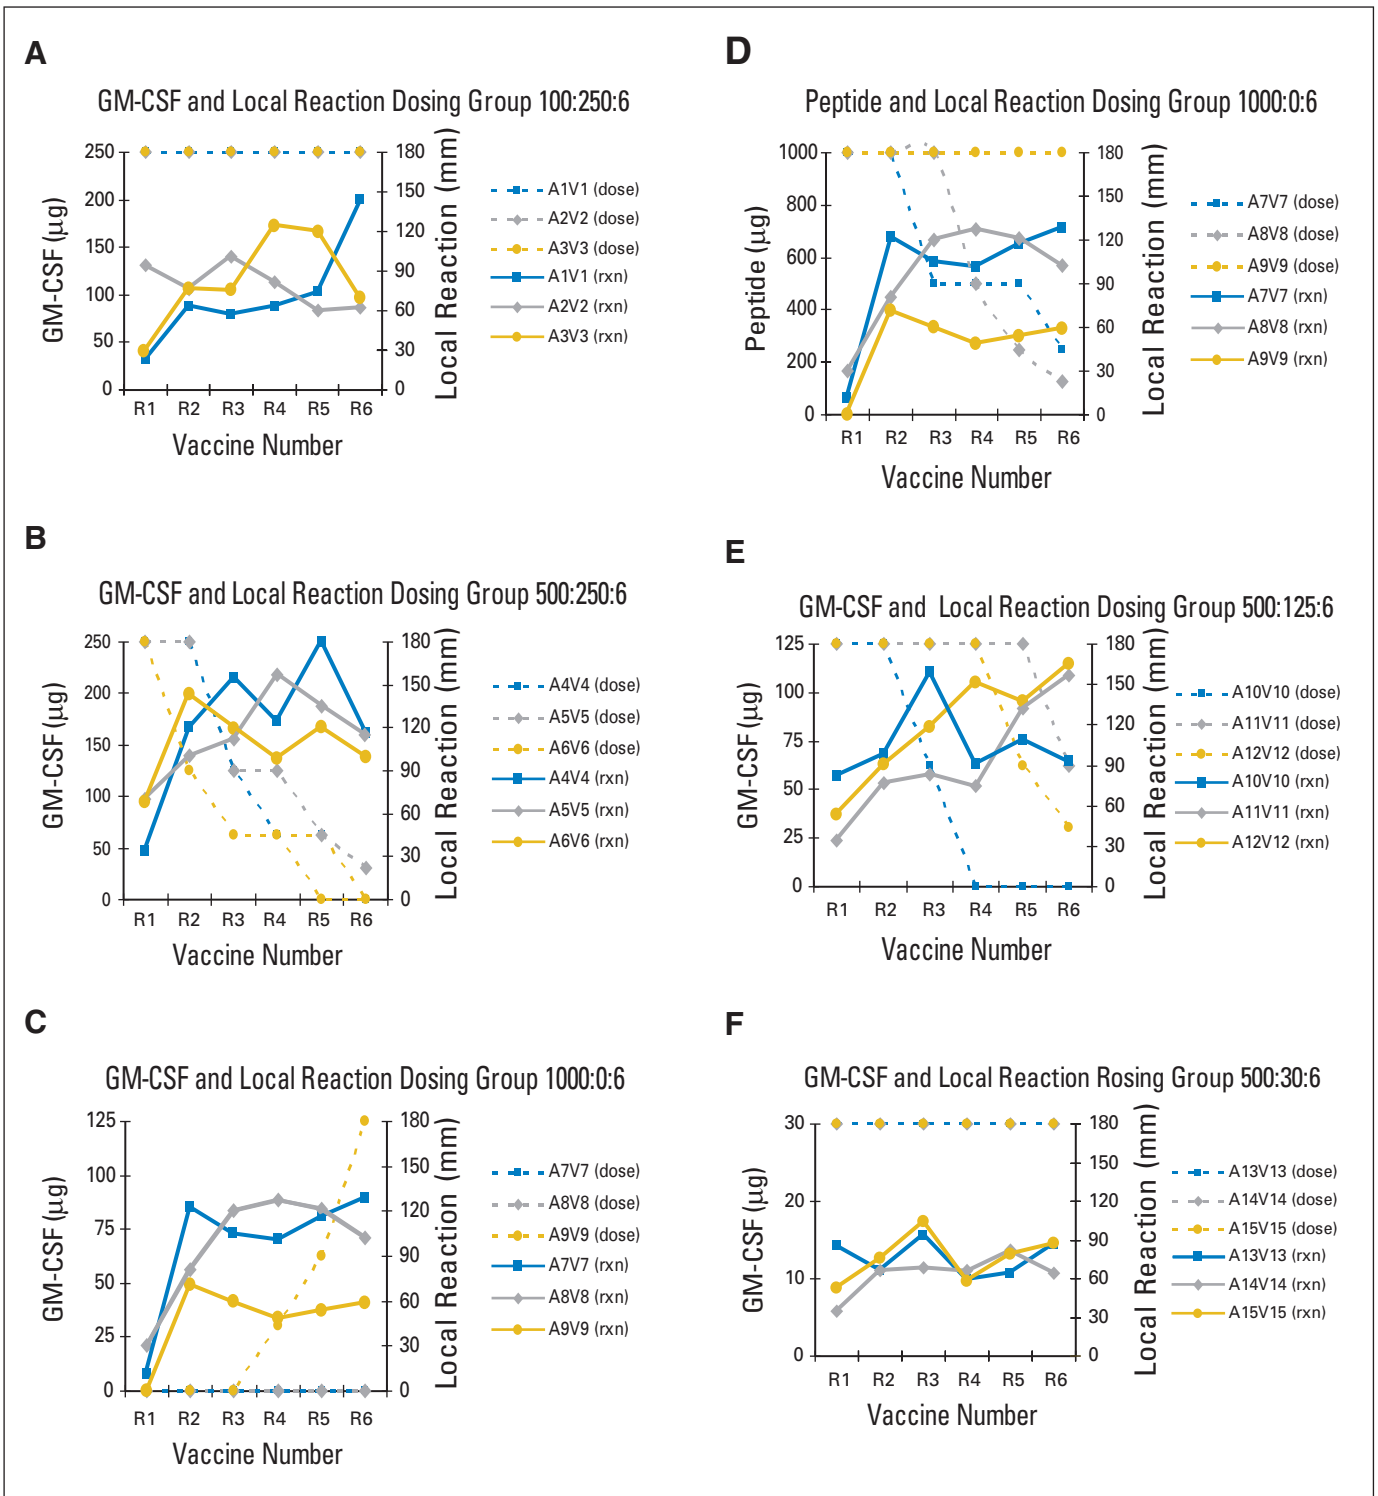 A
GM-CSF and Local Reaction Dosing Group 100:250:6
250
200
150
100
50
0
GM-CSF (µg)
180
150
120
90
60
30
0
Local Reaction (mm)
R1 R2 R3 R4 R5 R6
Vaccine Number
A1V1 (dose)
A2V2 (dose)
A3V3 (dose)
A1V1 (rxn)
A2V2 (rxn)
A3V3 (rxn)
B
GM-CSF and Local Reaction Dosing Group 500:250:6
250
200
150
100
50
0
GM-CSF (µg)
180
150
120
90
60
30
0
Local Reaction (mm)
R1 R2 R3 R4 R5 R6
Vaccine Number
A4V4 (dose)
A5V5 (dose)
A6V6 (dose)
A4V4 (rxn)
A5V5 (rxn)
A6V6 (rxn)
C
GM-CSF and Local Reaction Dosing Group 1000:0:6
125
100
75
50
25
0
GM-CSF (µg)
180
150
120
90
60
30
0
Local Reaction (mm)
R1 R2 R3 R4 R5 R6
Vaccine Number
A7V7 (dose)
A8V8 (dose)
A9V9 (dose)
A7V7 (rxn)
A8V8 (rxn)
A9V9 (rxn)
D
Peptide and Local Reaction Dosing Group 1000:0:6
1000
800
600
400
200
0
Peptide (µg)
180
150
120
90
60
30
0
Local Reaction (mm)
R1 R2 R3 R4 R5 R6
Vaccine Number
A7V7 (dose)
A8V8 (dose)
A9V9 (dose)
A7V7 (rxn)
A8V8 (rxn)
A9V9 (rxn)
E
GM-CSF and Local Reaction Dosing Group 500:125:6
125
100
75
50
25
0
GM-CSF (µg)
180
150
120
90
60
30
0
Local Reaction (mm)
R1 R2 R3 R4 R5 R6
Vaccine Number
A10V10 (dose)
A11V11 (dose)
A12V12 (dose)
A10V10 (rxn)
A11V11 (rxn)
A12V12 (rxn)
F
GM-CSF and Local Reaction Rosing Group 500:30:6
30
20
10
0
GM-CSF (µg)
180
150
120
90
60
30
0
Local Reaction (mm)
R1 R2 R3 R4 R5 R6
Vaccine Number
A13V13 (dose)
A14V14 (dose)
A15V15 (dose)
A13V13 (rxn)
A14V14 (rxn)
A15V15 (rxn)